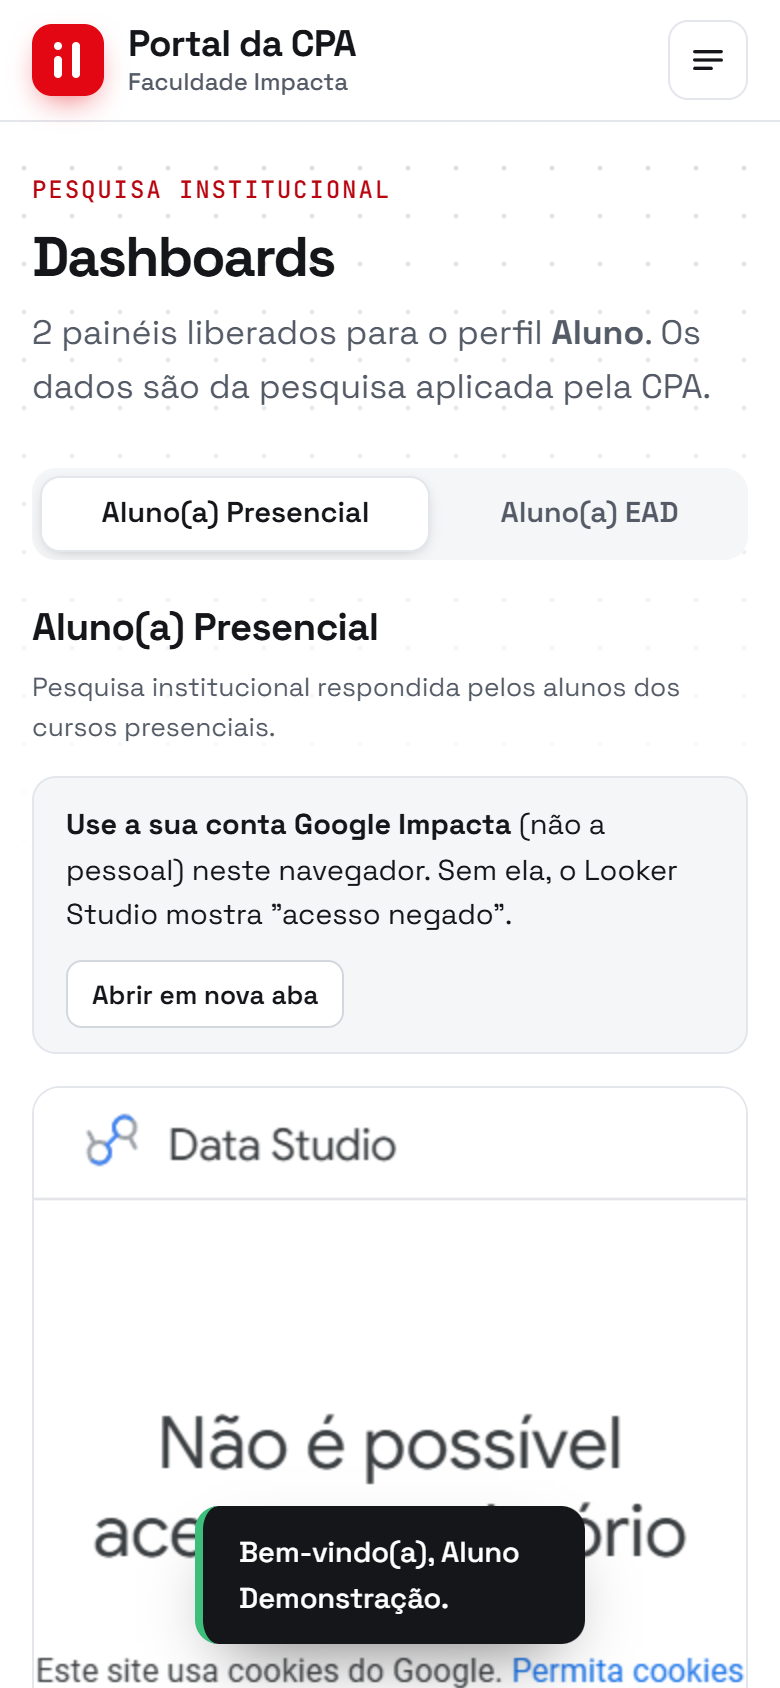 il
Portal da CPA
Faculdade Impacta
PESQUISA INSTITUCIONAL
Dashboards
2 painéis liberados para o perfil Aluno. Os
dados são da pesquisa aplicada pela CPA.
Aluno(a) Presencial
Aluno(a) EAD
Aluno(a) Presencial
Pesquisa institucional respondida pelos alunos dos
cursos presenciais.
Use a sua conta Google Impacta (não a
pessoal) neste navegador. Sem ela, o Looker
Studio mostra ”acesso negado”.
Abrir em nova aba
Data Studio
Não é possível
Bem-vindo(a), Aluno
Demonstração.
Este site usa cookies do Google. Permita cookies